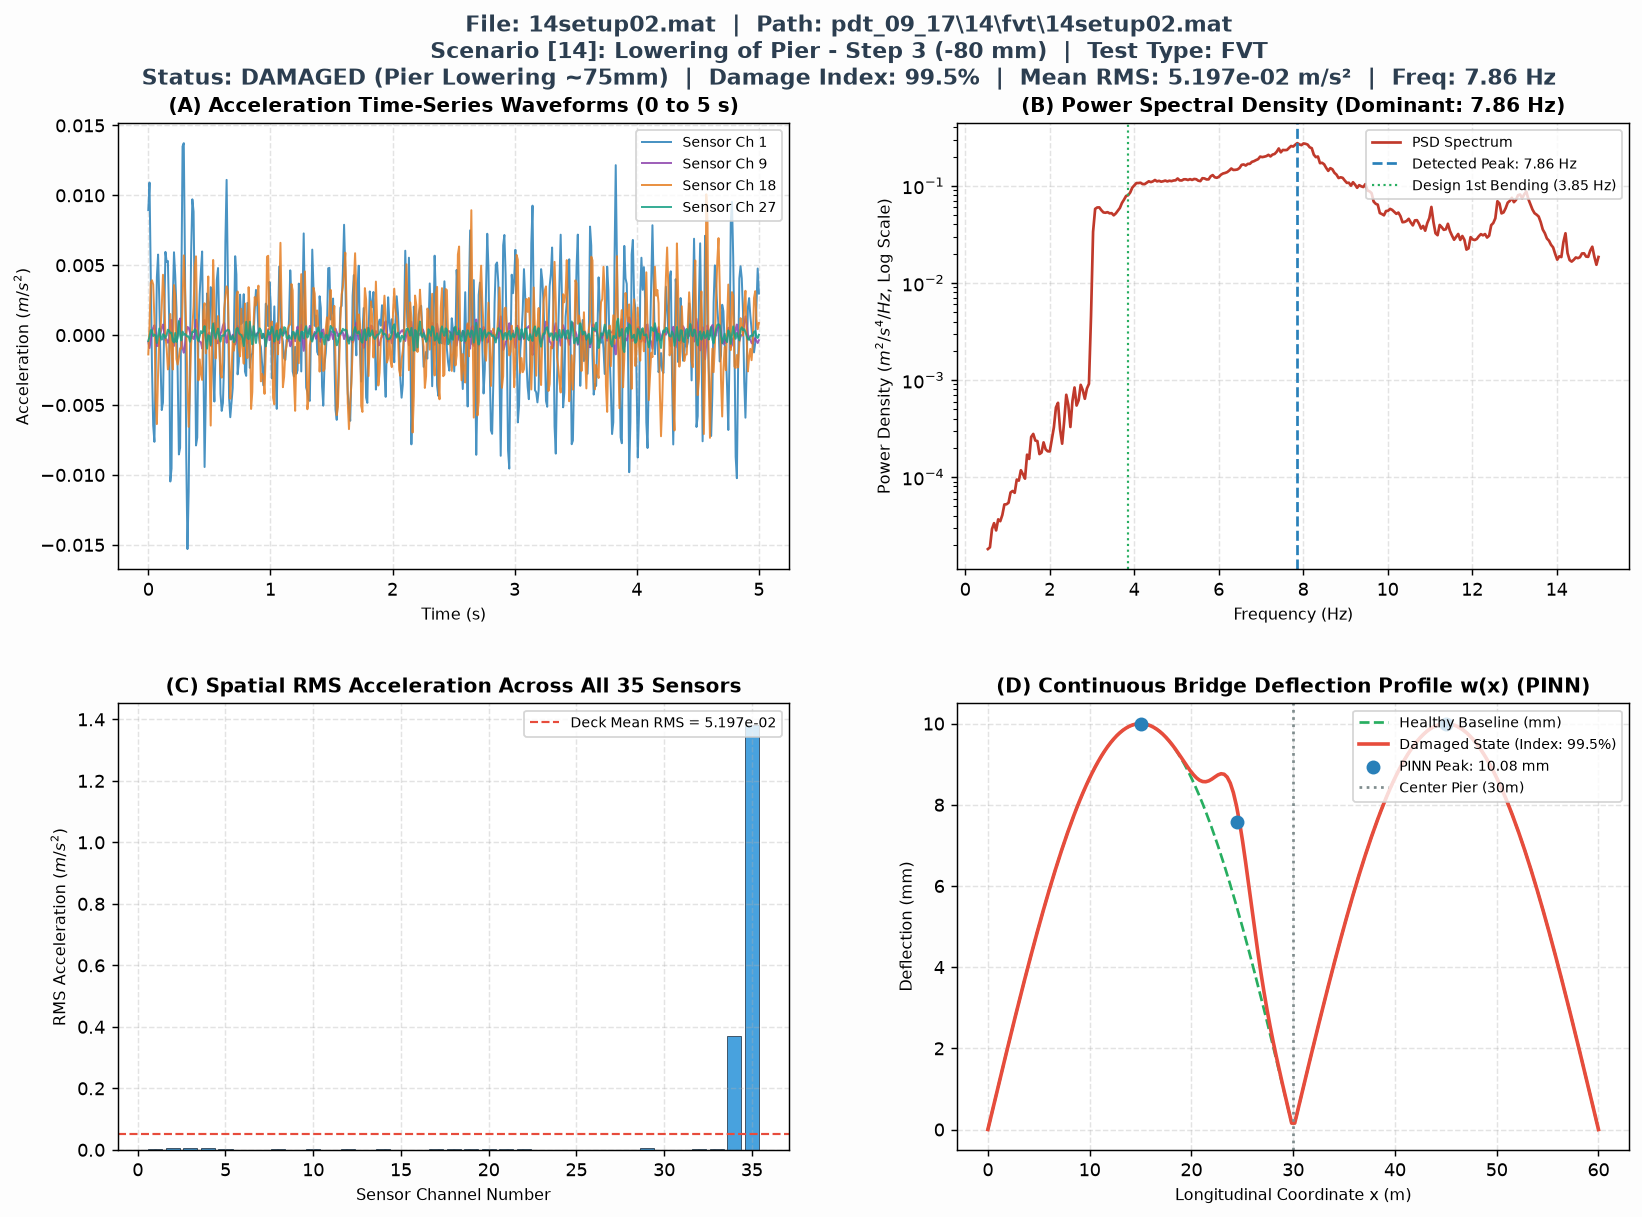 File: 14setup02.mat  |  Path: pdt_09_17\14\fvt\14setup02.mat
Scenario [14]: Lowering of Pier - Step 3 (-80 mm)  |  Test Type: FVT
Status: DAMAGED (Pier Lowering ~75mm)  |  Damage Index: 99.5%  |  Mean RMS: 5.197e-02 m/s²  |  Freq: 7.86 Hz
(A) Acceleration Time-Series Waveforms (0 to 5 s)
Acceleration (m/s²)
0.015
0.010
0.005
0.000
−0.005
−0.010
−0.015
Sensor Ch 1
Sensor Ch 9
Sensor Ch 18
Sensor Ch 27
0 1 2 3 4 5
Time (s)
(B) Power Spectral Density (Dominant: 7.86 Hz)
Power Density (m²/s⁴/Hz, Log Scale)
10⁻¹
10⁻²
10⁻³
10⁻⁴
PSD Spectrum
Detected Peak: 7.86 Hz
Design 1st Bending (3.85 Hz)
0 2 4 6 8 10 12 14
Frequency (Hz)
(C) Spatial RMS Acceleration Across All 35 Sensors
RMS Acceleration (m/s²)
1.4
1.2
1.0
0.8
0.6
0.4
0.2
0.0
Deck Mean RMS = 5.197e-02
0 5 10 15 20 25 30 35
Sensor Channel Number
(D) Continuous Bridge Deflection Profile w(x) (PINN)
Deflection (mm)
10
8
6
4
2
0
Healthy Baseline (mm)
Damaged State (Index: 99.5%)
PINN Peak: 10.08 mm
Center Pier (30m)
0 10 20 30 40 50 60
Longitudinal Coordinate x (m)